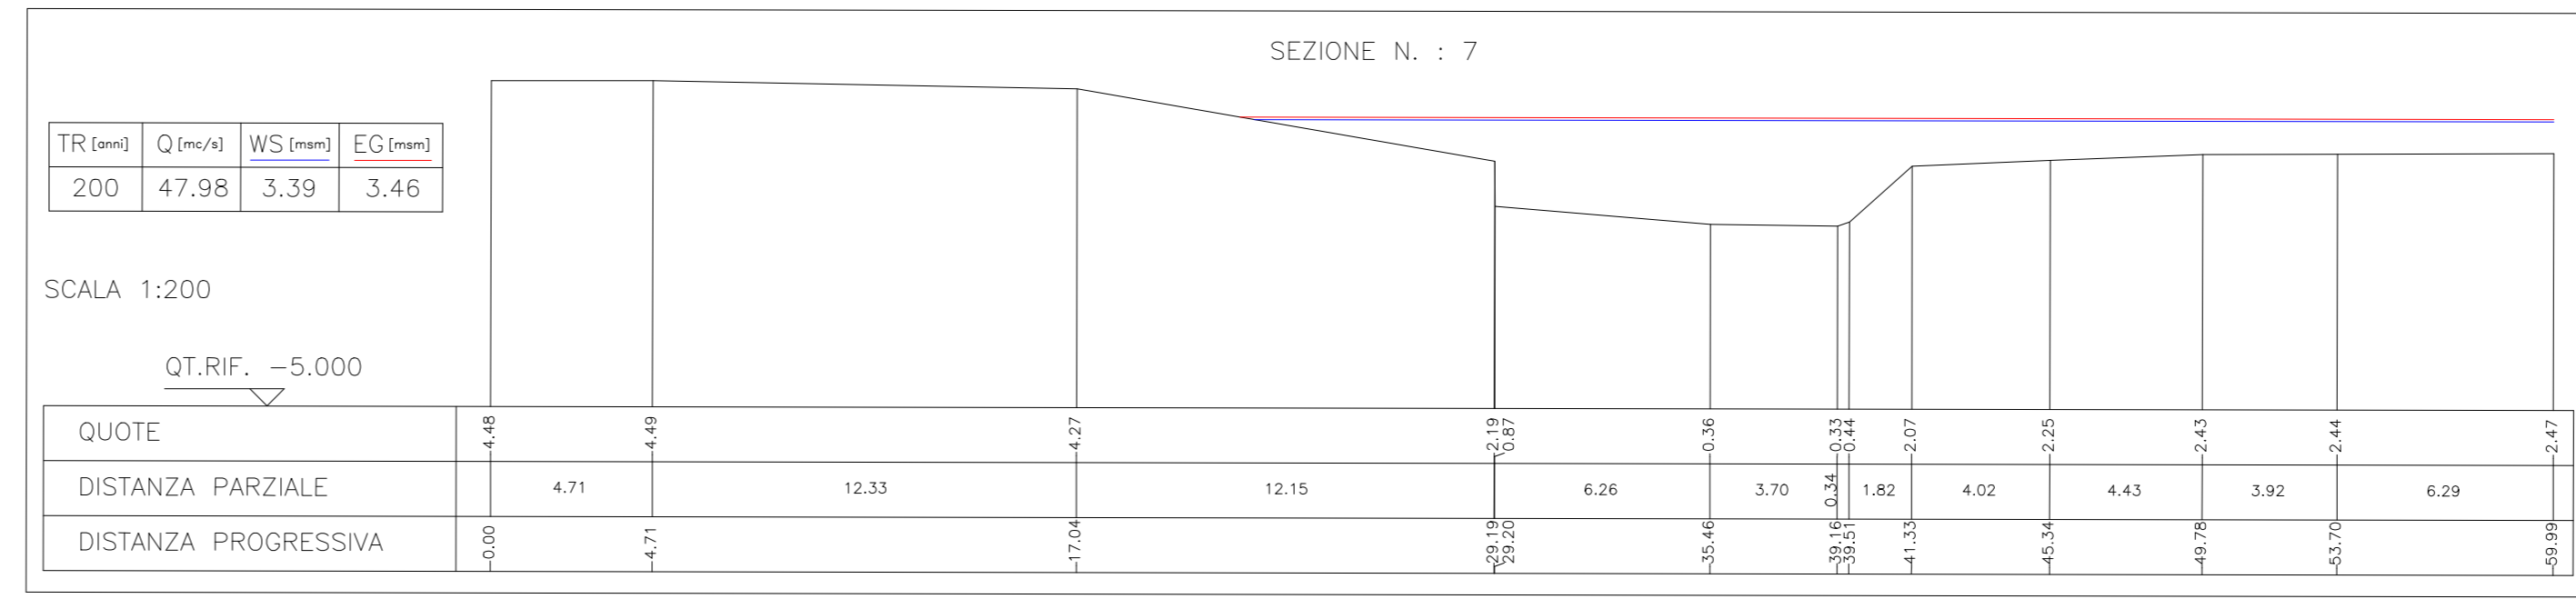 SEZIONE N. : 7
TR [anni] Q [mc/s] WS [msm] EG [msm]
200 47.98 3.39 3.46
SCALA 1:200
QT.RIF. -5.000
QUOTE 4.48 4.49 4.27 2.19 0.87 0.36 0.33 0.44 2.07 2.25 2.43 2.44 2.47
DISTANZA PARZIALE 4.71 12.33 12.15 6.26 3.70 0.34 1.82 4.02 4.43 3.92 6.29
DISTANZA PROGRESSIVA 0.00 4.71 17.04 29.19 29.20 35.46 39.16 39.51 41.33 45.34 49.78 53.70 59.99